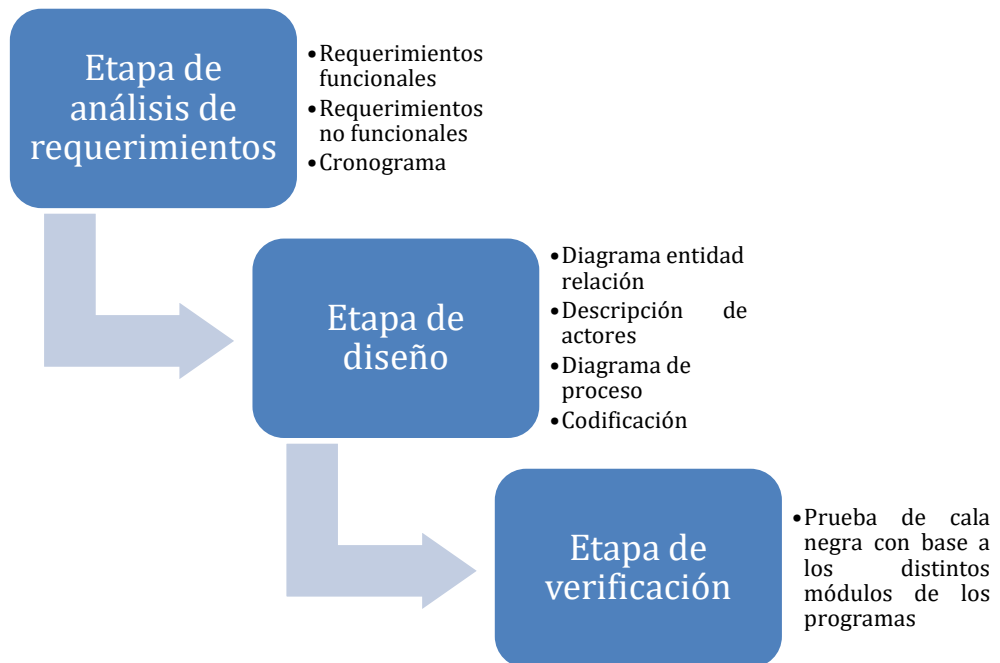 Etapa de
análisis de
requerimientos
•Requerimientos
funcionales
•Requerimientos
no funcionales
•Cronograma
Etapa de
diseño
•Diagrama entidad
relación
•Descripción de
actores
•Diagrama de
proceso
•Codificación
Etapa de
verificación
•Prueba de cala
negra con base a
los distintos
módulos de los
programas